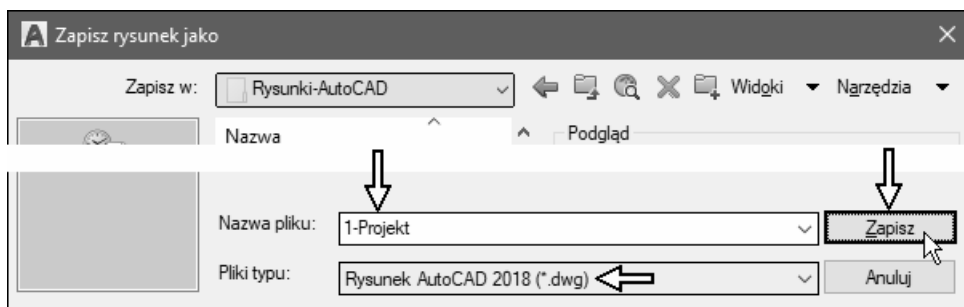 Zapisz rysunek jako
Zapisz w: Rysunki-AutoCAD Widoki Narzędzia
Nazwa Podgląd
Nazwa pliku: 1-Projekt Zapisz
Pliki typu: Rysunek AutoCAD 2018 (*.dwg) Anuluj